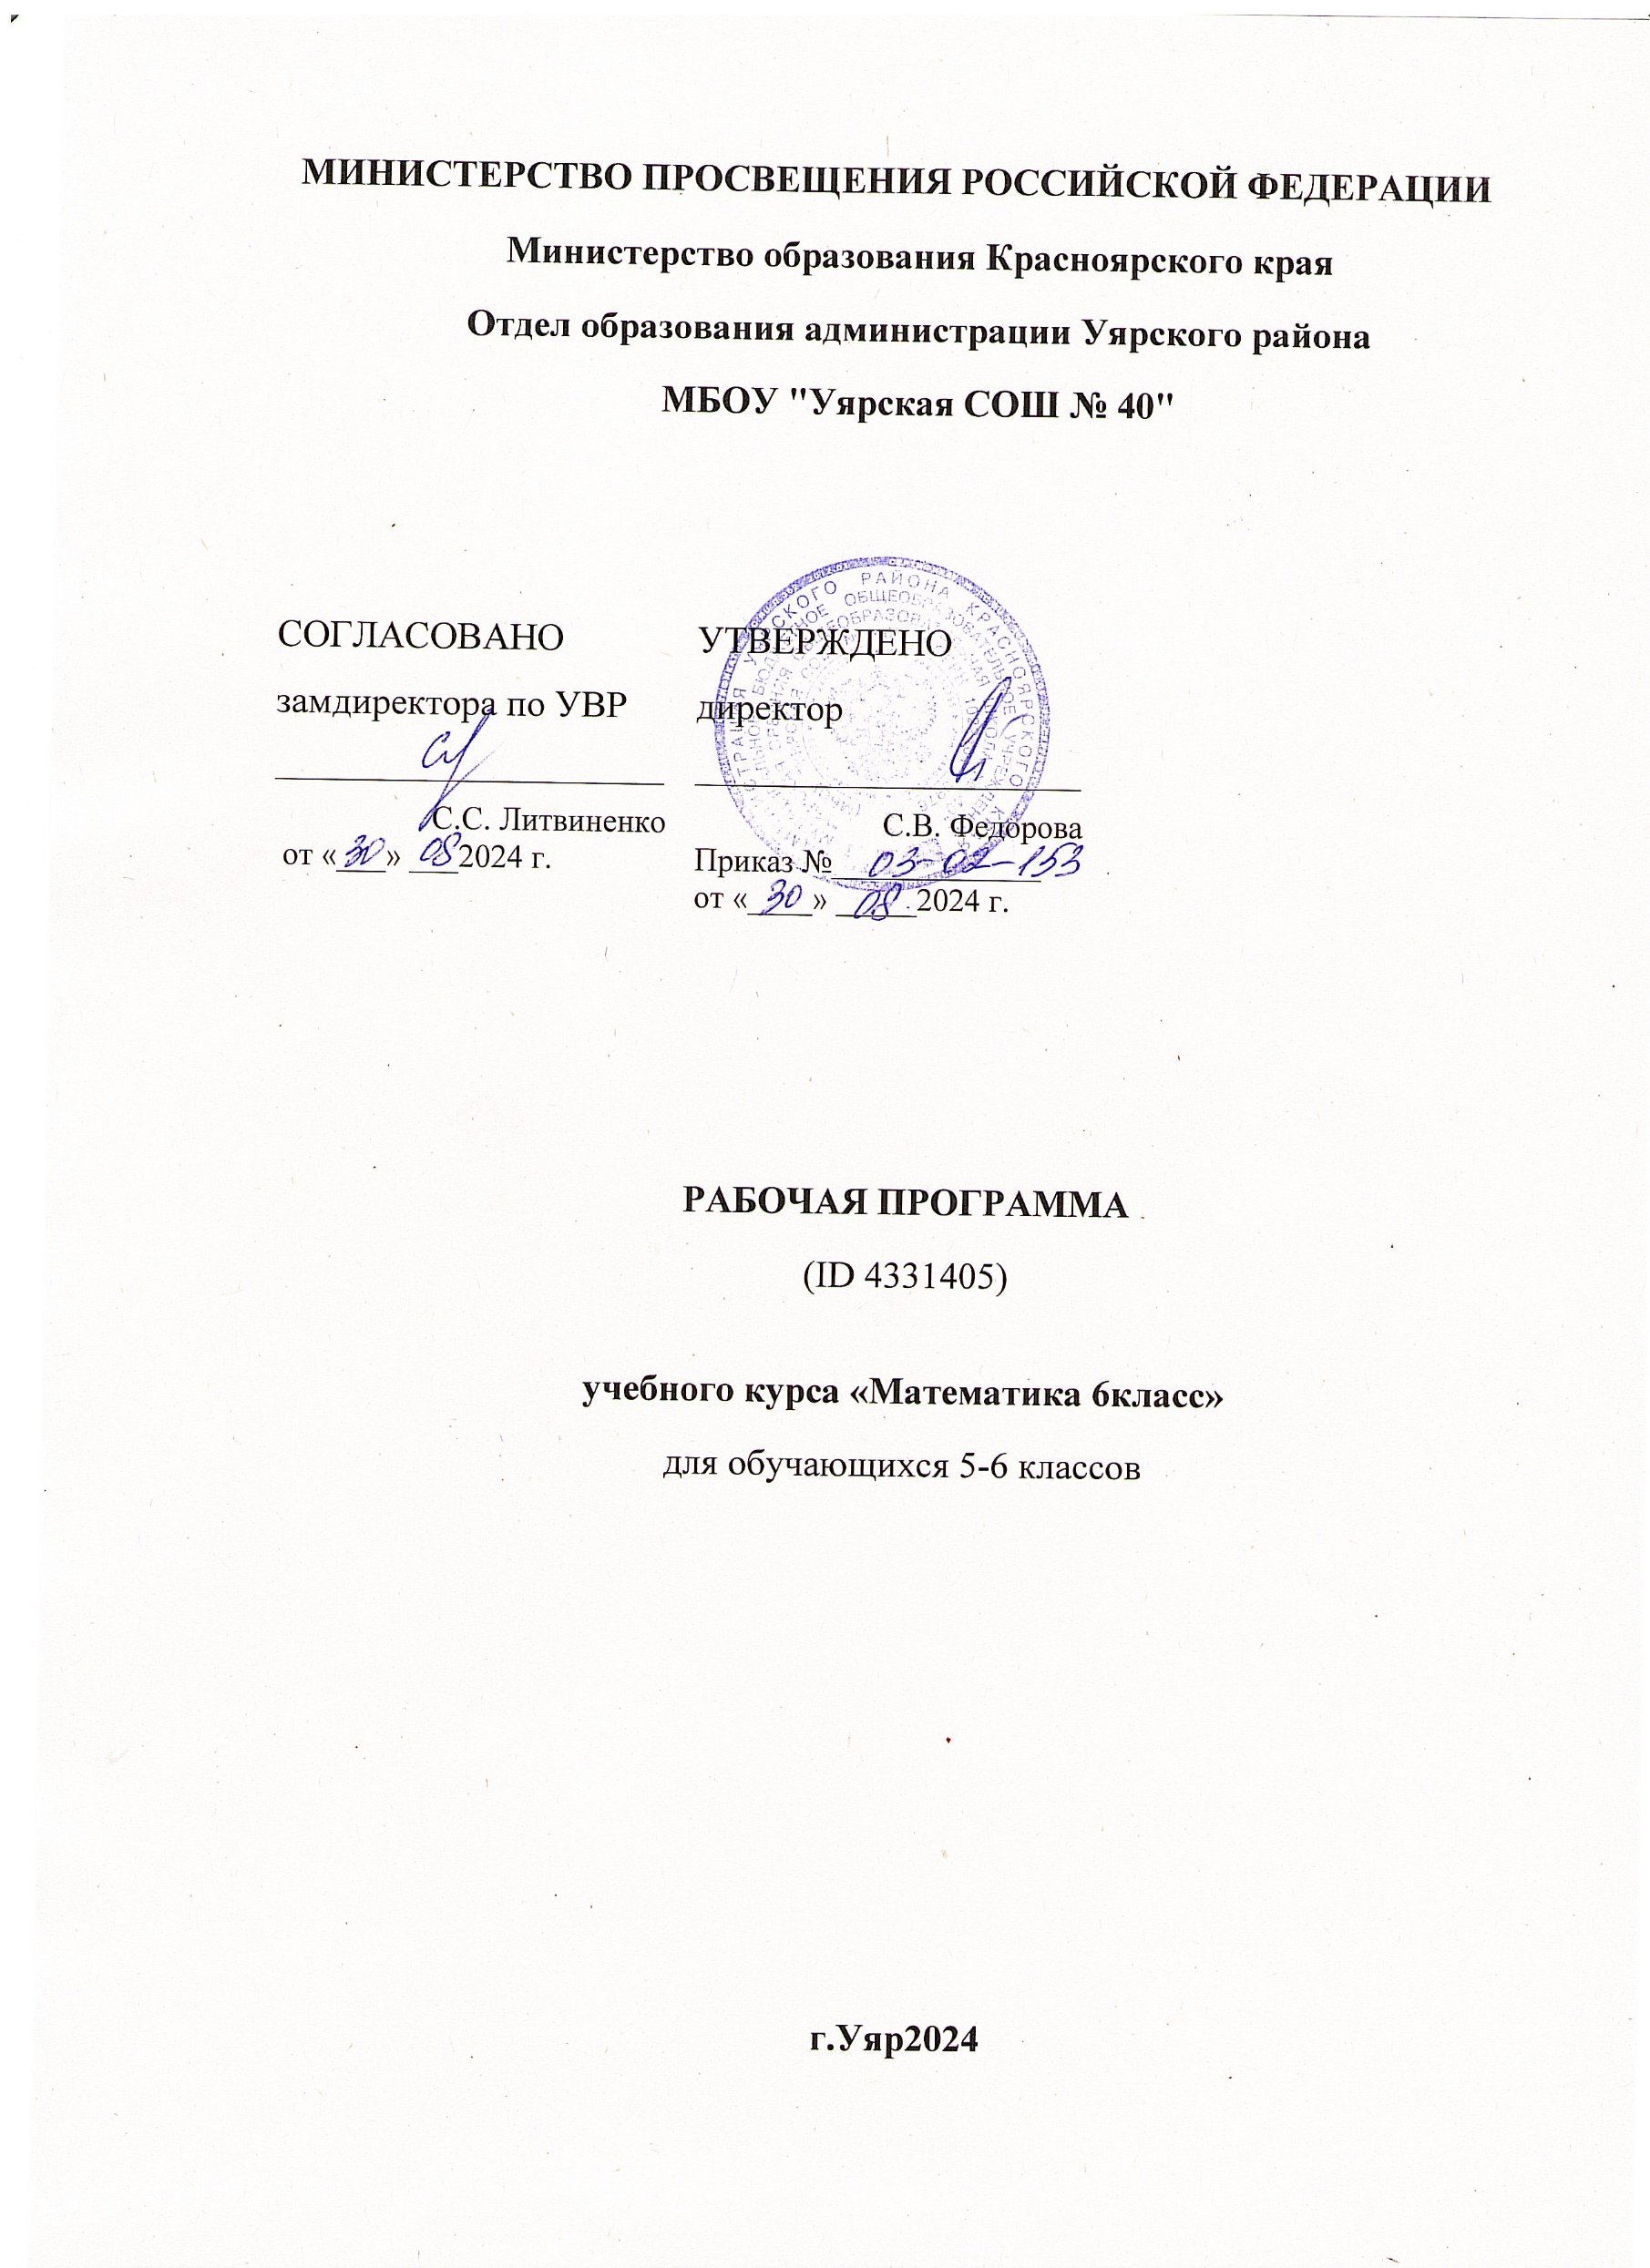 МИНИСТЕРСТВО ПРОСВЕЩЕНИЯ РОССИЙСКОЙ ФЕДЕРАЦИИ
Министерство образования Красноярского края
Отдел образования администрации Уярского района
МБОУ "Уярская СОШ № 40"
СОГЛАСОВАНО
замдиректора по УВР
С.С. Литвиненко
от «30» 08 2024 г.
УТВЕРЖДЕНО
директор
С.В. Федорова
Приказ № 03-02-153
от «30» 08 2024 г.
РАЙОНА КРАСНОЯРСКОГО
РАБОЧАЯ ПРОГРАММА
(ID 4331405)
учебного курса «Математика 6класс»
для обучающихся 5-6 классов
г.Уяр2024